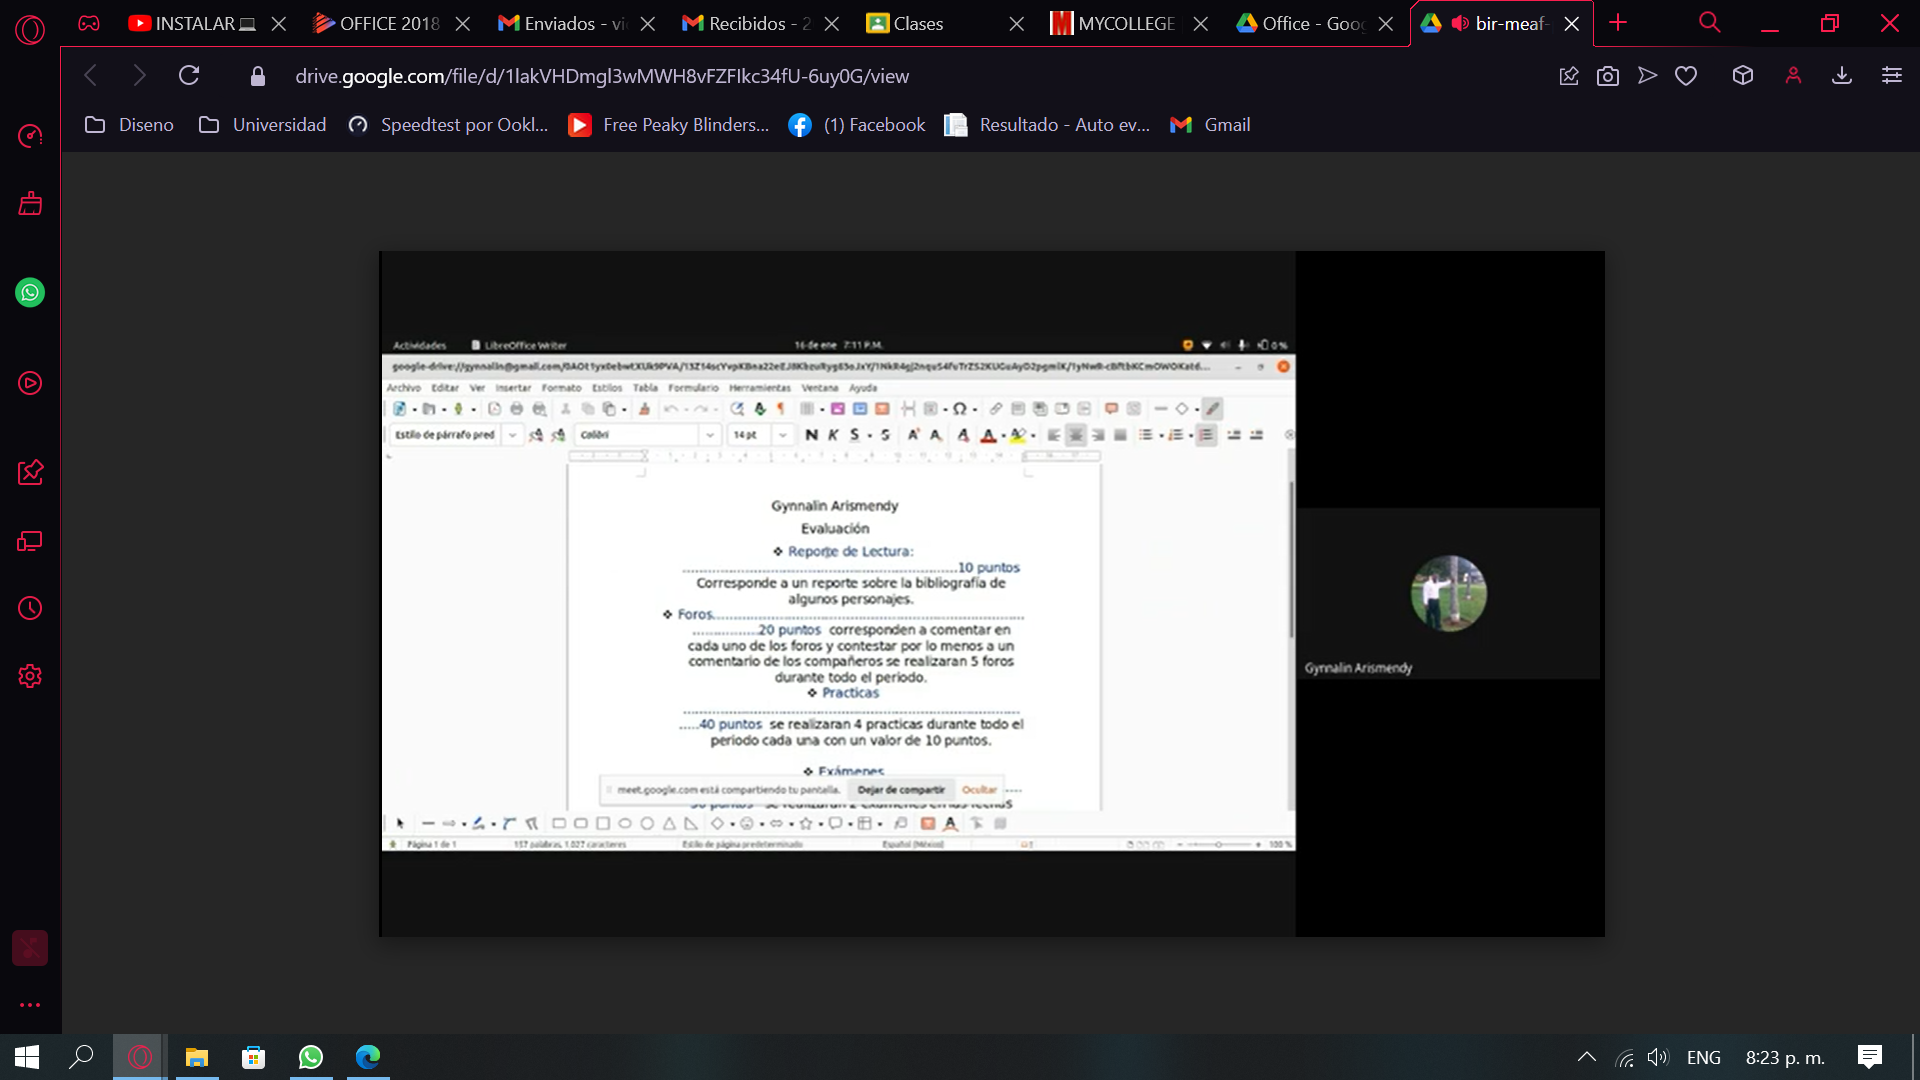 INSTALAR
OFFICE 2018
Enviados - vi
Recibidos - 2
Clases
MYCOLLEGE
Office - Goog
bir-meaf-
drive.google.com/file/d/1lakVHDmgl3wMWH8vFZFIkc34fU-6uy0G/view
Diseno
Universidad
Speedtest por Ookl...
Free Peaky Blinders...
(1) Facebook
Resultado - Auto ev...
Gmail
Actividades
LibreOffice Writer
16 de ene 7:11 P.M.
0 %
Archivo Editar Ver Insertar Formato Estilos Tabla Formulario Herramientas Ventana Ayuda
Estilo de párrafo pred
Calibri
14 pt
N K S S
Gynnalin Arismendy
Evaluación
❖ Reporte de Lectura:
......................................................................10 puntos
Corresponde a un reporte sobre la bibliografía de
algunos personajes.
❖ Foros................................................................................
.................20 puntos corresponden a comentar en
cada uno de los foros y contestar por lo menos a un
comentario de los compañeros se realizaran 5 foros
durante todo el periodo.
❖ Practicas
......................................................................................
.....40 puntos se realizaran 4 practicas durante todo el
periodo cada una con un valor de 10 puntos.
❖ Exámenes
meet.google.com está compartiendo tu pantalla.
Dejar de compartir
Ocultar
Página 1 de 1
157 palabras, 1.027 caracteres
Estilo de página predeterminado
Español (México)
100 %
Gynnalin Arismendy
ENG
8:23 p. m.